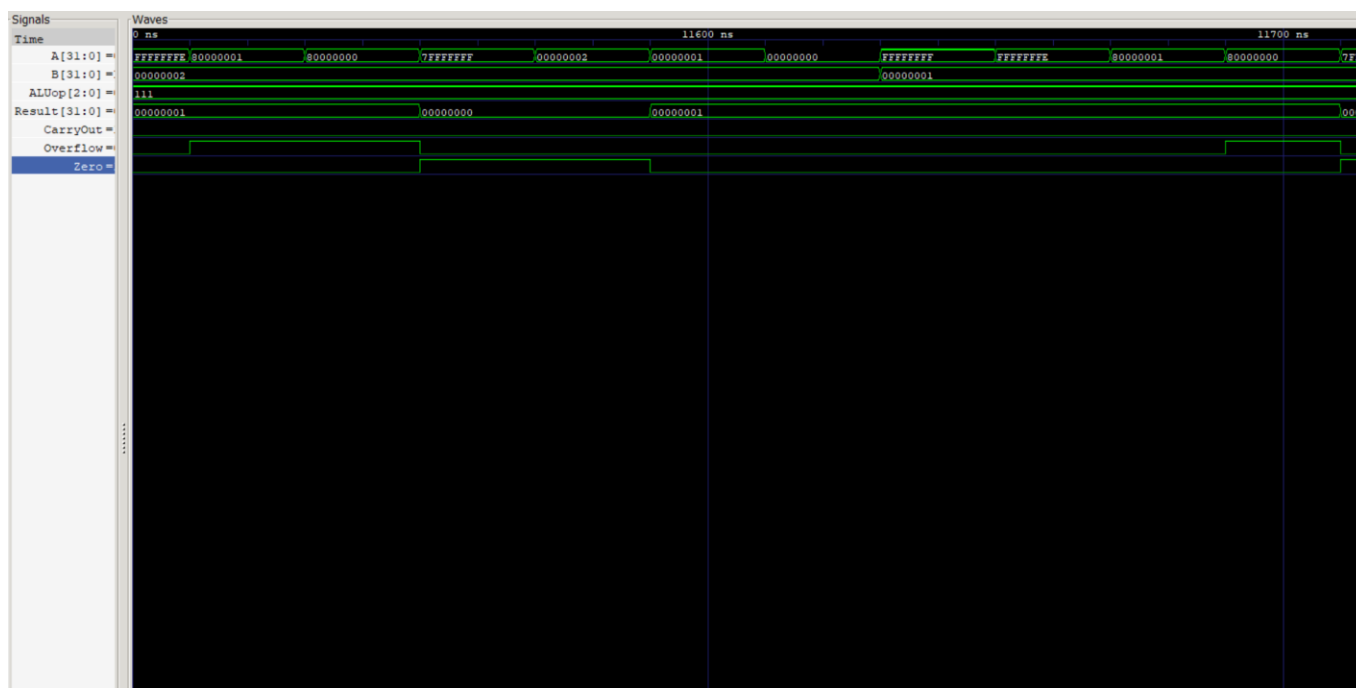 Signals Waves
Time 0 ns 11600 ns 11700 ns
A[31:0] = FFFFFFFE 80000001 80000000 7FFFFFFF 00000002 00000001 00000000 FFFFFFFF FFFFFFFE 80000001 80000000 7F
B[31:0] = 00000002 00000001
ALUop[2:0] = 111
Result[31:0] = 00000001 00000000 00000001 00
CarryOut =
Overflow =
Zero =